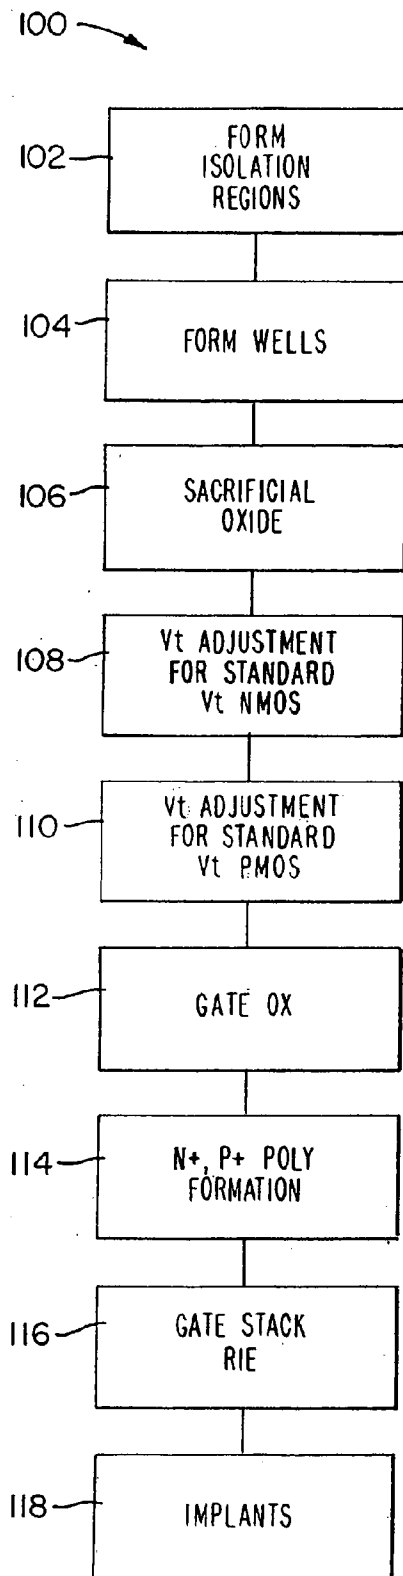 100
102
FORM
ISOLATION
REGIONS
104
FORM WELLS
106
SACRIFICIAL
OXIDE
108
Vt ADJUSTMENT
FOR STANDARD
Vt NMOS
110
Vt ADJUSTMENT
FOR STANDARD
Vt PMOS
112
GATE OX
114
N+, P+ POLY
FORMATION
116
GATE STACK
RIE
118
IMPLANTS